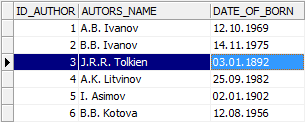 ID_AUTHOR AUTORS_NAME DATE_OF_BORN
1 A.B. Ivanov 12.10.1969
2 B.B. Ivanov 14.11.1975
3 J.R.R. Tolkien 03.01.1892
4 A.K. Litvinov 25.09.1982
5 I. Asimov 02.01.1902
6 B.B. Kotova 12.08.1956